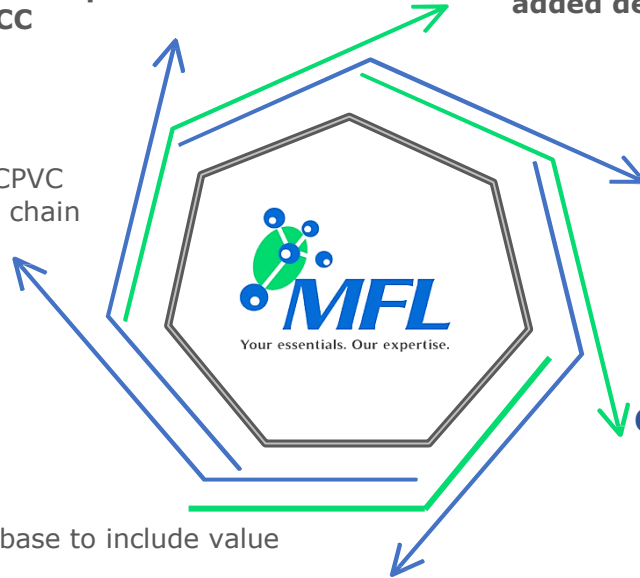 CC
added de
CPVC
chain
MFL
Your essentials. Our expertise.
base to include value